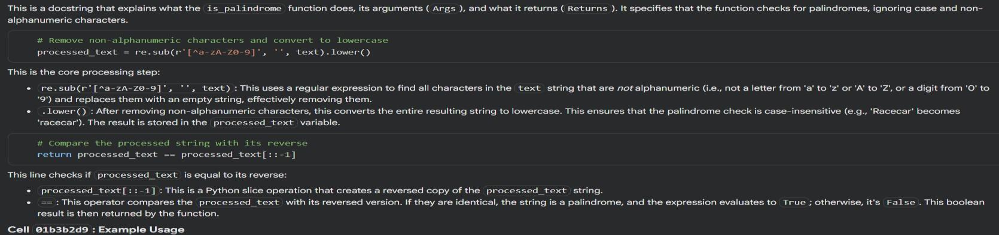 This is a docstring that explains what the is_palindrome function does, its arguments ( Args ), and what it returns ( Returns ). It specifies that the function checks for palindromes, ignoring case and non-
alphanumeric characters.
# Remove non-alphanumeric characters and convert to lowercase
processed_text = re.sub(r'[^a-zA-Z0-9]', '', text).lower()
This is the core processing step:
• re.sub(r'[^a-zA-Z0-9]', '', text) : This uses a regular expression to find all characters in the text string that are not alphanumeric (i.e., not a letter from 'a' to 'z' or 'A' to 'Z', or a digit from '0' to
'9') and replaces them with an empty string, effectively removing them.
• .lower() : After removing non-alphanumeric characters, this converts the entire resulting string to lowercase. This ensures that the palindrome check is case-insensitive (e.g., 'Racecar' becomes
'racecar'). The result is stored in the processed_text variable.
# Compare the processed string with its reverse
return processed_text == processed_text[::-1]
This line checks if processed_text is equal to its reverse:
• processed_text[::-1] : This is a Python slice operation that creates a reversed copy of the processed_text string.
• == : This operator compares the processed_text with its reversed version. If they are identical, the string is a palindrome, and the expression evaluates to True ; otherwise, it's False . This boolean
result is then returned by the function.
Cell 01b3b2d9 : Example Usage